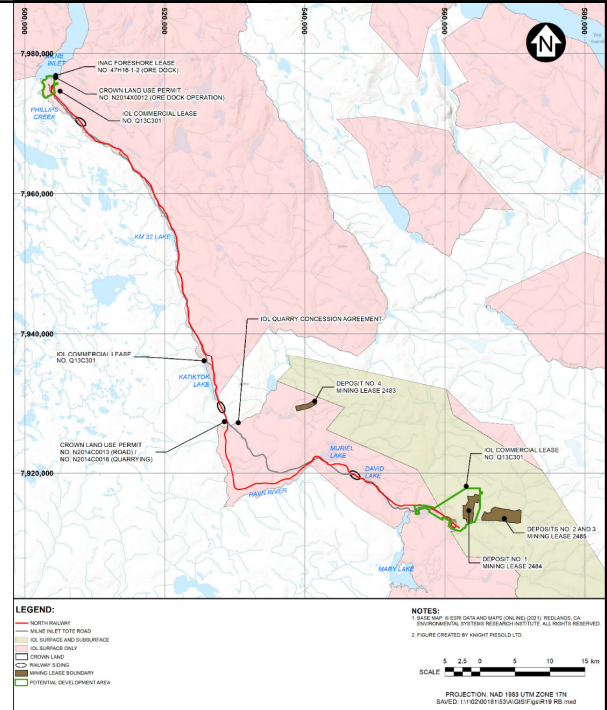 500,000
520,000
540,000
560,000
N
7,980,000
MILNE
INLET
INAC FORESHORE LEASE
NO. 47H16-1-2 (ORE DOCK)
CROWN LAND USE PERMIT
NO. N2014X0012 (ORE DOCK OPERATION)
PHILLIPS
CREEK
IOL COMMERCIAL LEASE
NO. Q13C301
7,960,000
KM 32 LAKE
IOL QUARRY CONCESSION AGREEMENT
7,940,000
IOL COMMERCIAL LEASE
NO. Q13C301
KATIKTOK
LAKE
DEPOSIT NO. 4
MINING LEASE 2483
CROWN LAND USE PERMIT
NO. N2014C0013 (ROAD) /
NO. N2014C0016 (QUARRYING)
MURIEL
LAKE
IOL COMMERCIAL LEASE
NO. Q13C301
7,920,000
DAVID
LAKE
RAVN RIVER
DEPOSITS NO. 2 AND 3
MINING LEASE 2485
DEPOSIT NO. 1
MINING LEASE 2484
MARY LAKE
LEGEND:
NORTH RAILWAY
MILNE INLET TOTE ROAD
IOL SURFACE AND SUBSURFACE
IOL SURFACE ONLY
CROWN LAND
RAILWAY SIDING
MINING LEASE BOUNDARY
POTENTIAL DEVELOPMENT AREA
NOTES:
1. BASE MAP: © ESRI DATA AND MAPS (ONLINE) (2021). REDLANDS, CA.
ENVIRONMENTAL SYSTEMS RESEARCH INSTITUTE. ALL RIGHTS RESERVED.
2. FIGURE CREATED BY KNIGHT PIESOLD LTD.
5 2.5 0 5 10 15 km
SCALE
PROJECTION: NAD 1983 UTM ZONE 17N